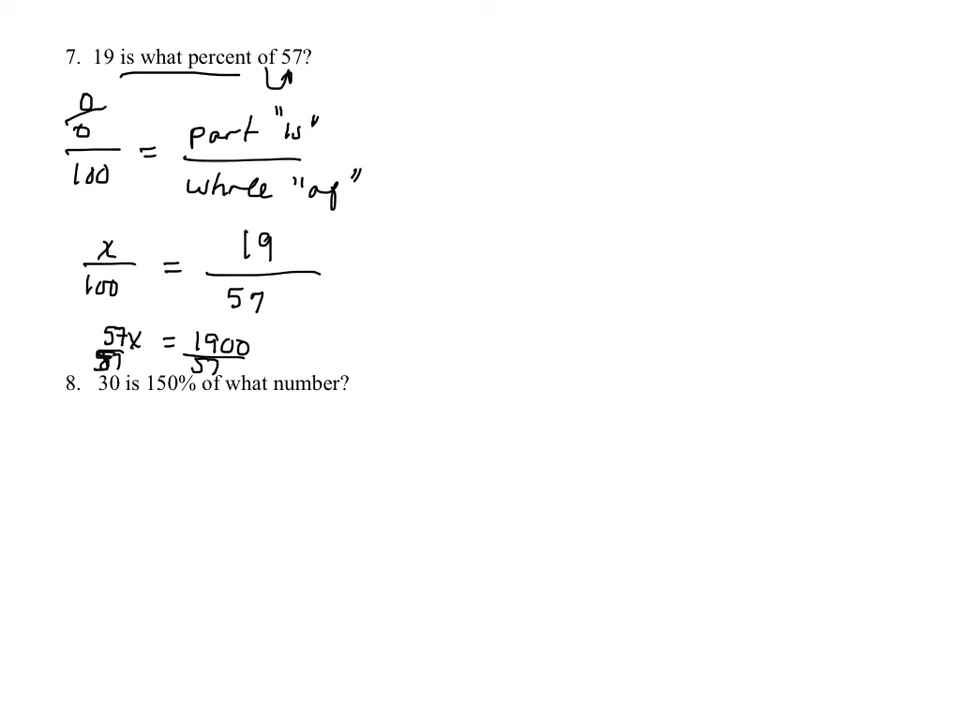 7. 19 is what percent of 57?
%/100 = part "is"/whole "of"
x/100 = 19/57
57x/57 = 1900/57
8. 30 is 150% of what number?